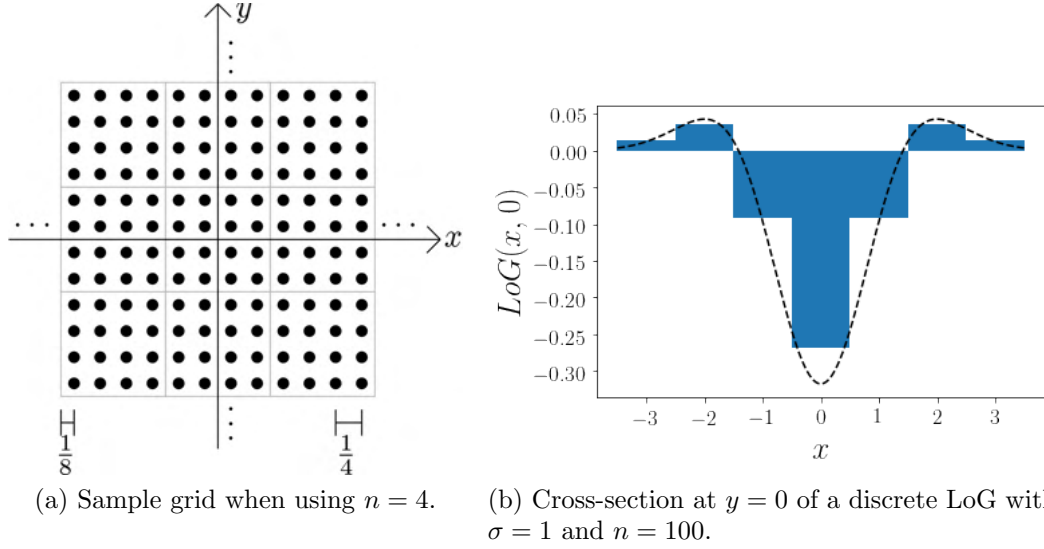 y
x
1/8
1/4
(a) Sample grid when using n = 4.
0.05
0.00
−0.05
−0.10
−0.15
−0.20
−0.25
−0.30
LoG(x, 0)
−3 −2 −1 0 1 2 3
x
(b) Cross-section at y = 0 of a discrete LoG with
σ = 1 and n = 100.